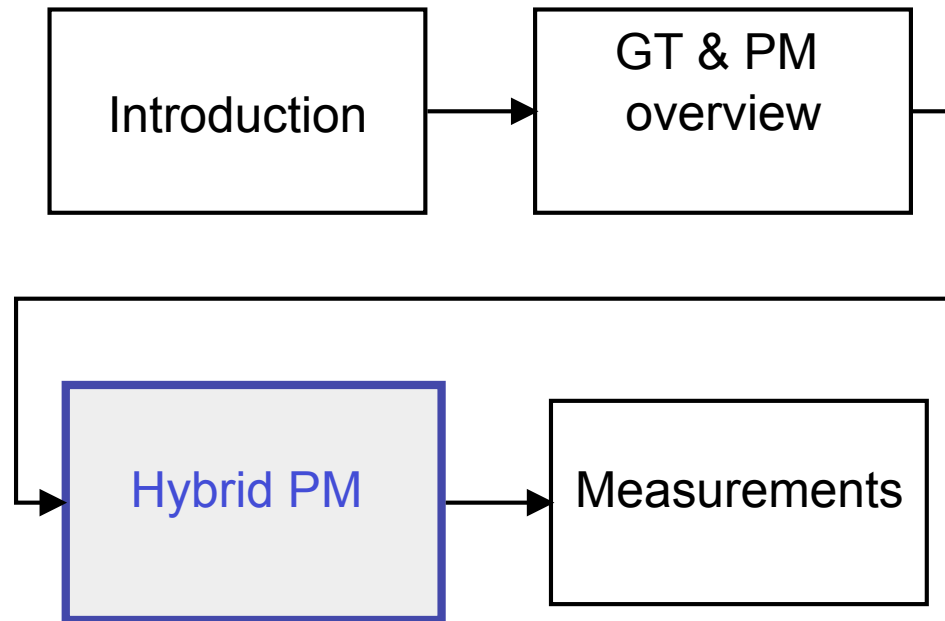 Introduction
GT & PM
overview
Hybrid PM
Measurements